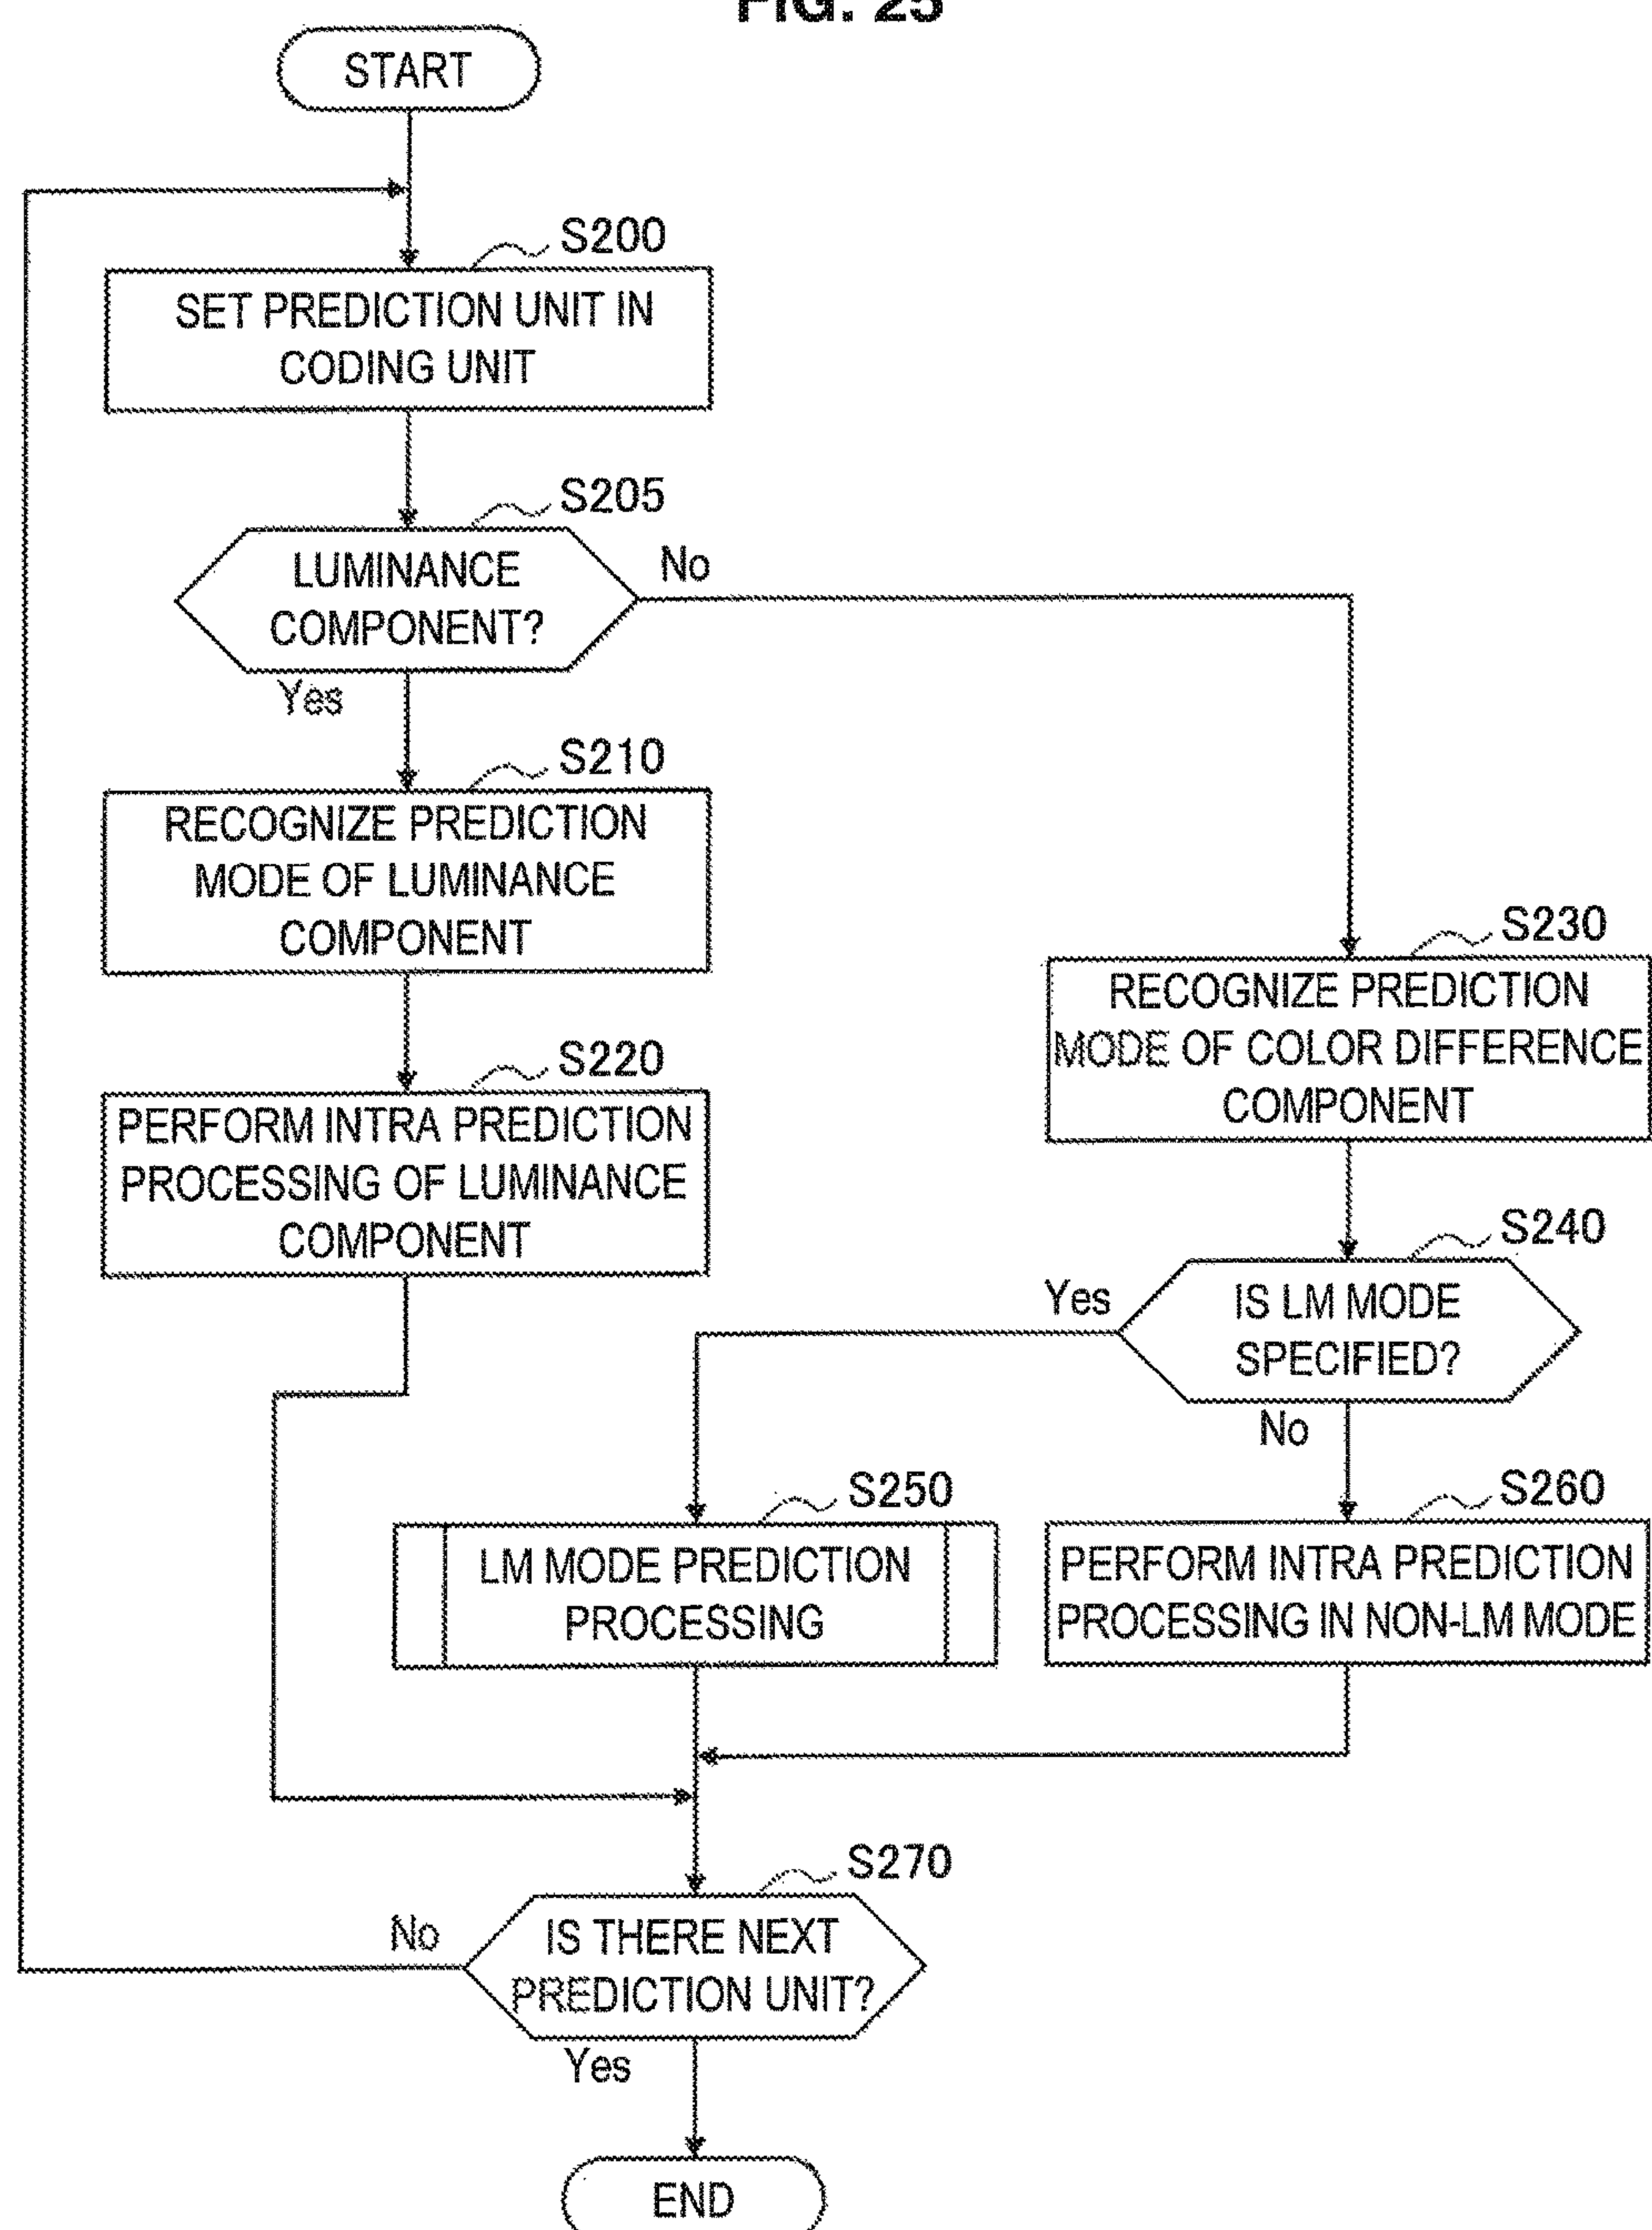 FIG. 25
START
S200
SET PREDICTION UNIT IN
CODING UNIT
S205
LUMINANCE
COMPONENT?
No
Yes
S210
RECOGNIZE PREDICTION
MODE OF LUMINANCE
COMPONENT
S220
PERFORM INTRA PREDICTION
PROCESSING OF LUMINANCE
COMPONENT
S230
RECOGNIZE PREDICTION
MODE OF COLOR DIFFERENCE
COMPONENT
S240
IS LM MODE
SPECIFIED?
Yes
No
S250
LM MODE PREDICTION
PROCESSING
S260
PERFORM INTRA PREDICTION
PROCESSING IN NON-LM MODE
S270
IS THERE NEXT
PREDICTION UNIT?
No
Yes
END